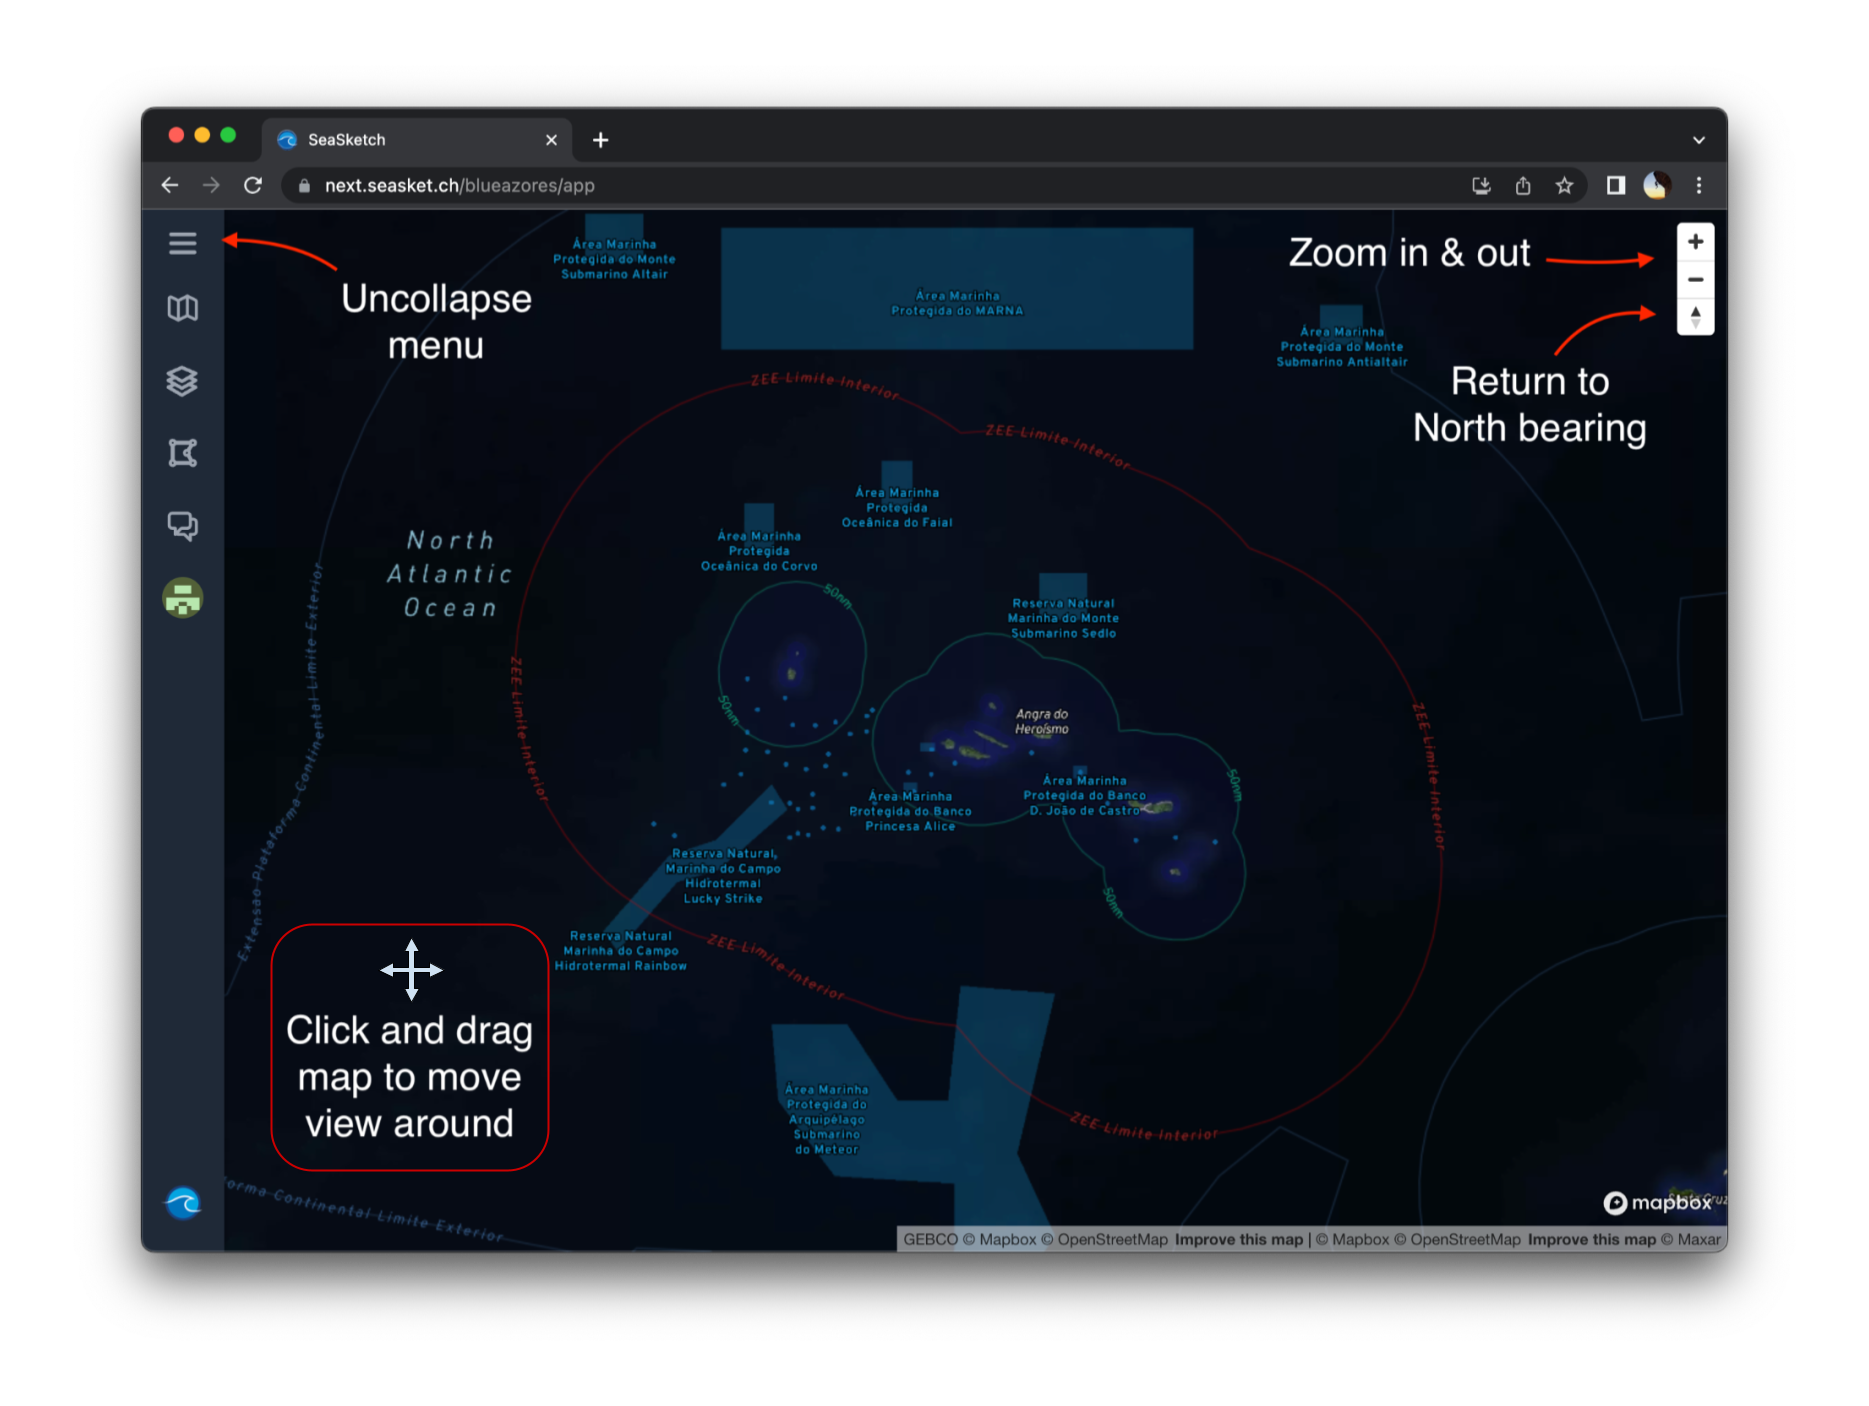 SeaSketch
next.seasket.ch/blueazores/app
Uncollapse
menu
Área Marinha
Protegida do Monte
Submarino Altair
Área Marinha
Protegida do MARNA
Zoom in & out
Área Marinha
Protegida do Monte
Submarino Antialtair
Return to
North bearing
ZEE Limite Interior
ZEE Limite Interior
Área Marinha
Protegida
Oceânica do Faial
Área Marinha
Protegida
Oceânica do Corvo
North
Atlantic
Ocean
Extensão Plataforma Continental Limite Exterior
50nm
Reserva Natural
Marinha do Monte
Submarino Sedlo
ZEE Limite Interior
50nm
Angra do
Heroísmo
ZEE Limite Interior
50nm
Área Marinha
Protegida do Banco
D. João de Castro
Área Marinha
Protegida do Banco
Princesa Alice
Reserva Natural,
Marinha do Campo
Hidrotermal
Lucky Strike
50nm
Reserva Natural
Marinha do Campo
Hidrotermal Rainbow
ZEE Limite Interior
Click and drag
map to move
view around
Área Marinha
Protegida do
Arquipélago
Submarino
do Meteor
ZEE Limite Interior
forma Continental Limite Exterior
mapbox
GEBCO © Mapbox © OpenStreetMap Improve this map | © Mapbox © OpenStreetMap Improve this map © Maxar